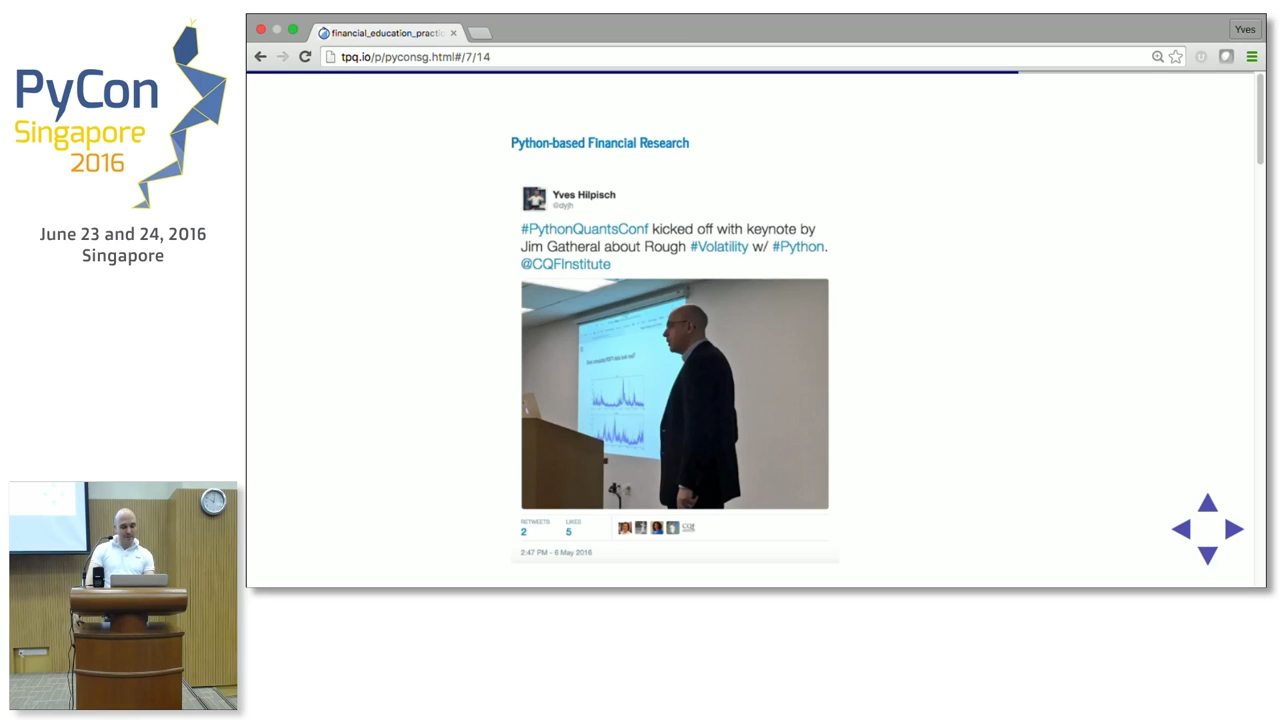 PyCon
Singapore
2016
June 23 and 24, 2016
Singapore
financial_education_practic
Yves
tpq.io/p/pyconsg.html#/7/14
Python-based Financial Research
Yves Hilpisch
@dyjh
#PythonQuantsConf kicked off with keynote by
Jim Gatheral about Rough #Volatility w/ #Python.
@CQFInstitute
RETWEETS
2
LIKES
5
CQF
2:47 PM - 6 May 2016